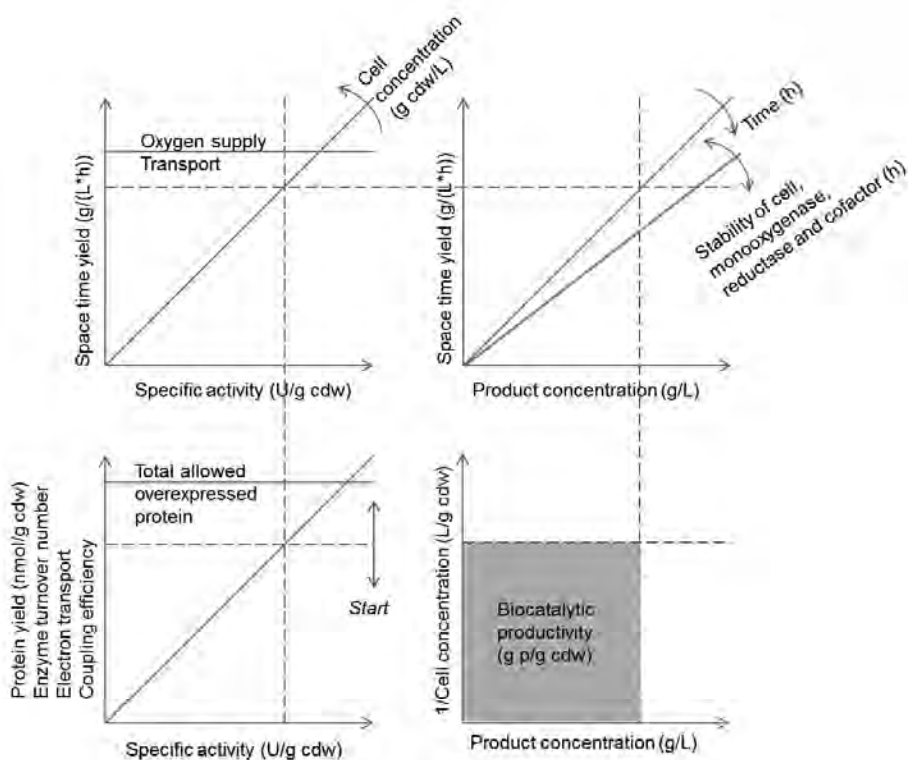 Cell
concentration
(g cdw/L)
Oxygen supply
Transport
Space time yield (g/(L*h))
Specific activity (U/g cdw)
Time (h)
Stability of cell,
monooxygenase,
reductase and cofactor (h)
Space time yield (g/(L*h))
Product concentration (g/L)
Total allowed
overexpressed
protein
Start
Protein yield (nmol/g cdw)
Enzyme turnover number
Electron transport
Coupling efficiency
Specific activity (U/g cdw)
Biocatalytic
productivity
(g p/g cdw)
1/Cell concentration (L/g cdw)
Product concentration (g/L)